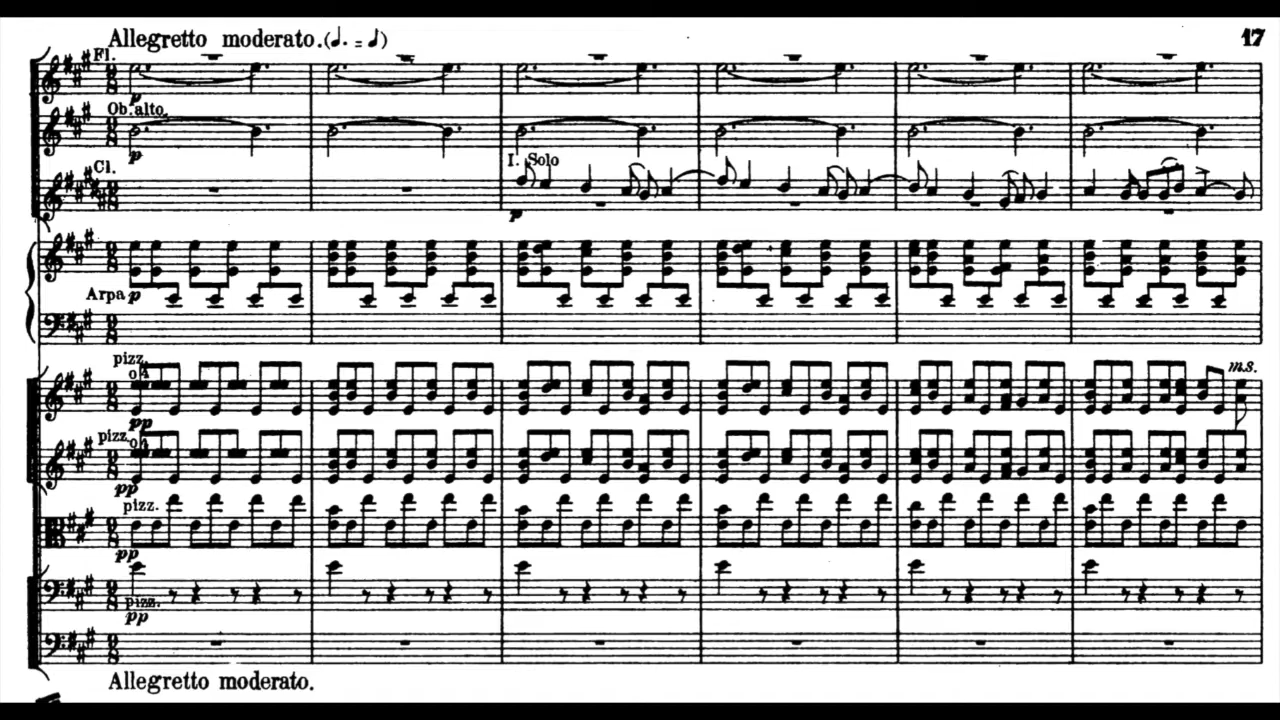 Allegretto moderato. (𝅗𝅥. = ♩)
17
Fl.
p
Ob. alto.
p
Cl.
I. Solo
p
Arpa p
pizz.
pp
m.s.
pizz.
pp
pizz.
pp
pizz.
pp
Allegretto moderato.